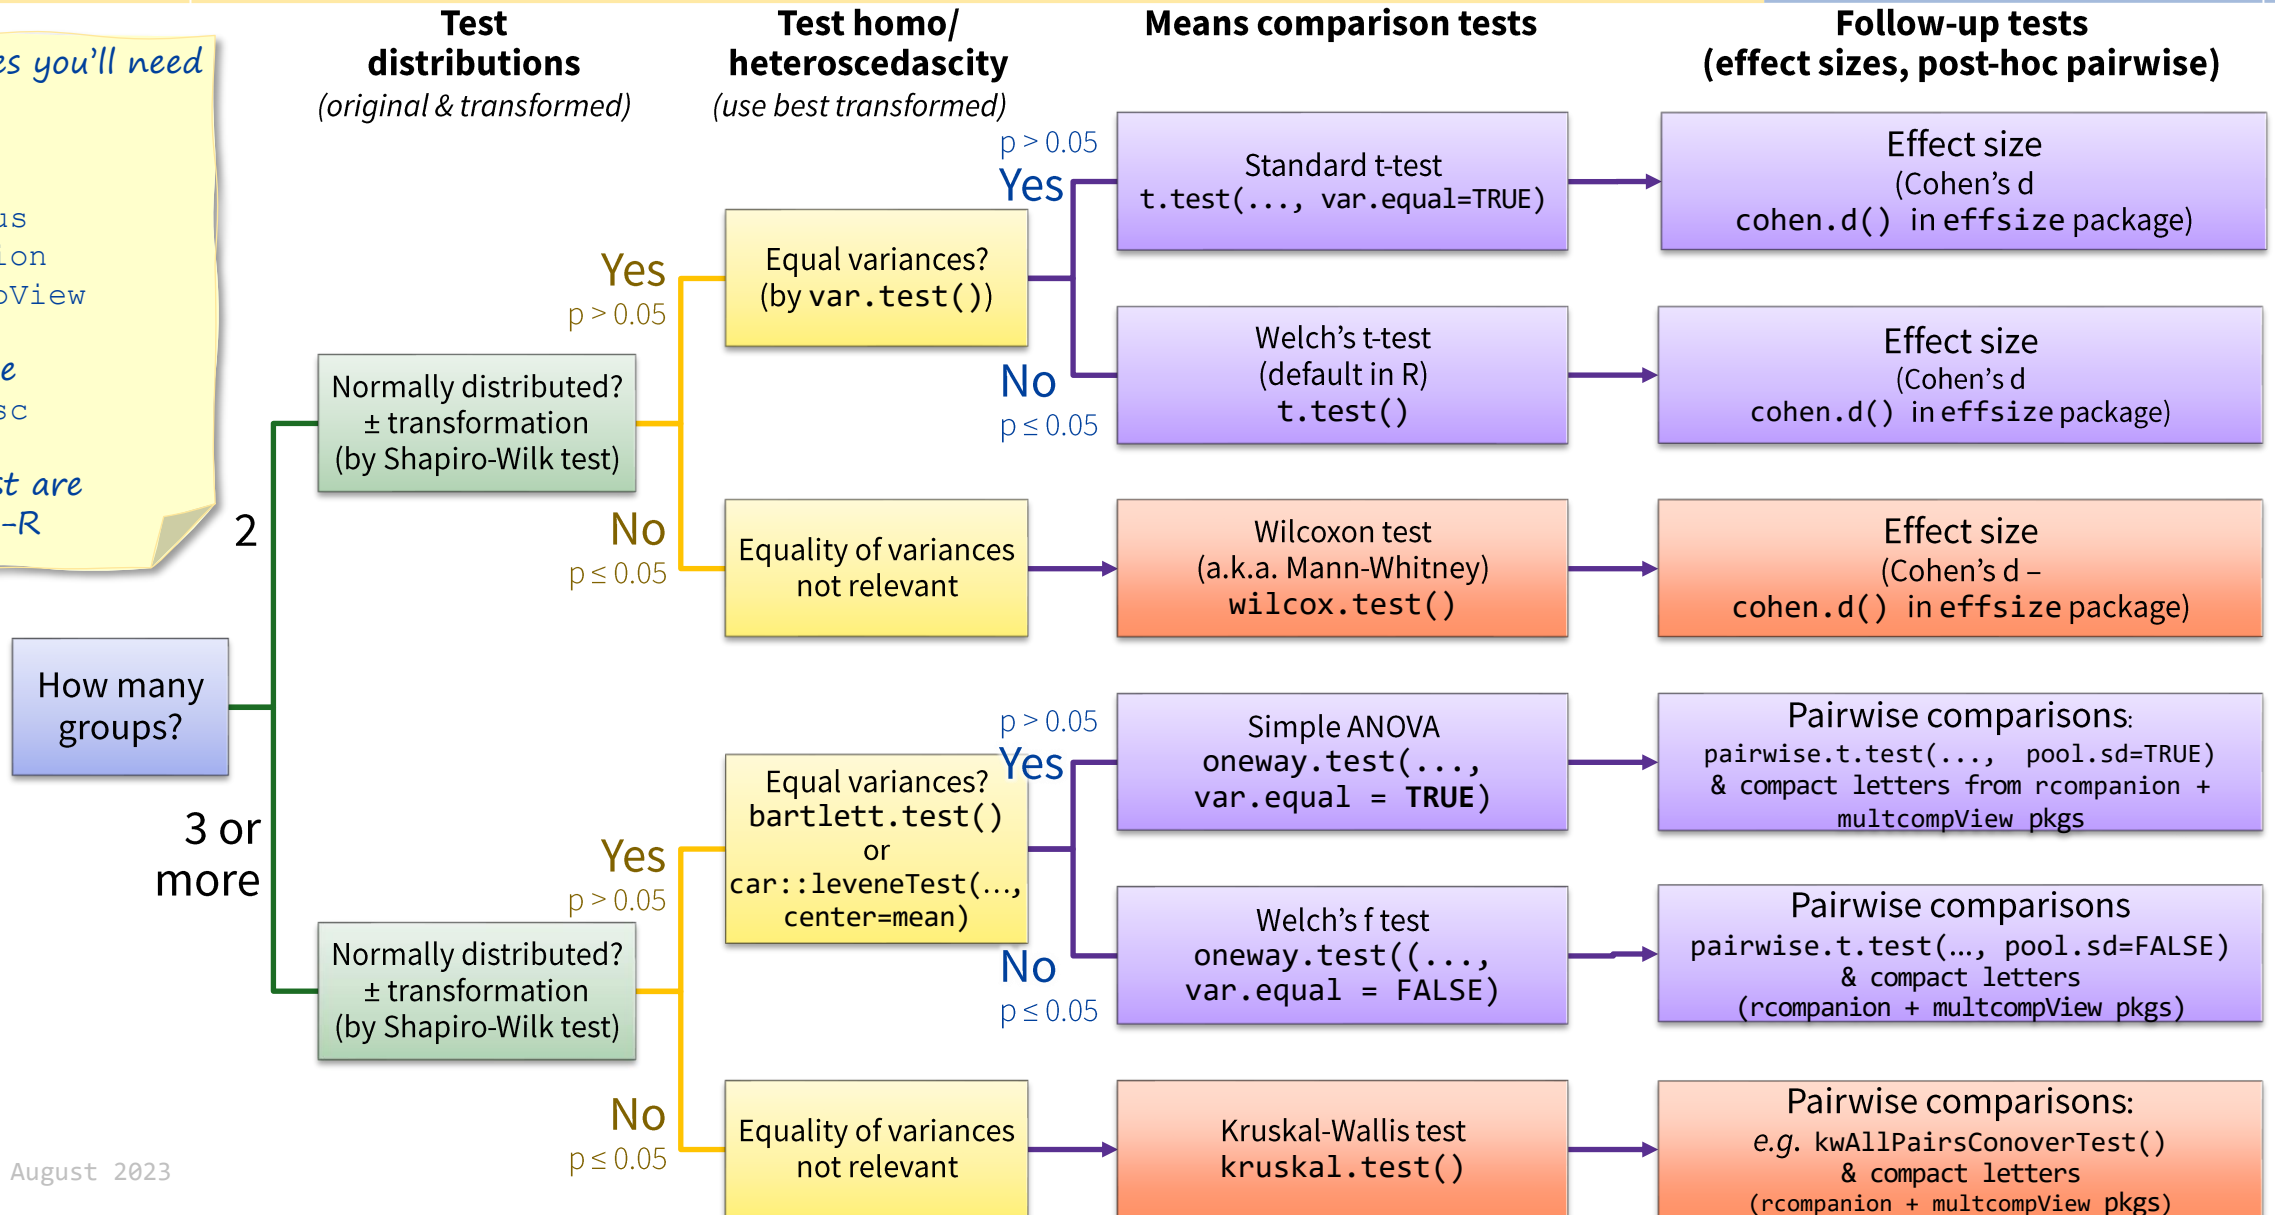 Test
distributions
(original & transformed)
Test homo/
heteroscedascity
(use best transformed)
Means comparison tests
Follow-up tests
(effect sizes, post-hoc pairwise)
you'll need
e
st are
-R
How many
groups?
2
3 or
more
Normally distributed?
± transformation
(by Shapiro-Wilk test)
Yes
p > 0.05
No
p ≤ 0.05
Equal variances?
(by var.test())
Yes
p > 0.05
No
p ≤ 0.05
Equality of variances
not relevant
Standard t-test
t.test(..., var.equal=TRUE)
Effect size
(Cohen’s d
cohen.d() in effsize package)
Welch’s t-test
(default in R)
t.test()
Effect size
(Cohen’s d
cohen.d() in effsize package)
Wilcoxon test
(a.k.a. Mann-Whitney)
wilcox.test()
Effect size
(Cohen’s d –
cohen.d() in effsize package)
Normally distributed?
± transformation
(by Shapiro-Wilk test)
Yes
p > 0.05
No
p ≤ 0.05
Equal variances?
bartlett.test()
or
car::leveneTest(…,
center=mean)
p > 0.05
Yes
No
p ≤ 0.05
Equality of variances
not relevant
Simple ANOVA
oneway.test(...,
var.equal = TRUE)
Pairwise comparisons:
pairwise.t.test(..., pool.sd=TRUE)
& compact letters from rcompanion +
multcompView pkgs
Welch’s f test
oneway.test((...,
var.equal = FALSE)
Pairwise comparisons
pairwise.t.test(…, pool.sd=FALSE)
& compact letters
(rcompanion + multcompView pkgs)
Kruskal-Wallis test
kruskal.test()
Pairwise comparisons:
e.g. kwAllPairsConoverTest()
& compact letters
(rcompanion + multcompView pkgs)
August 2023